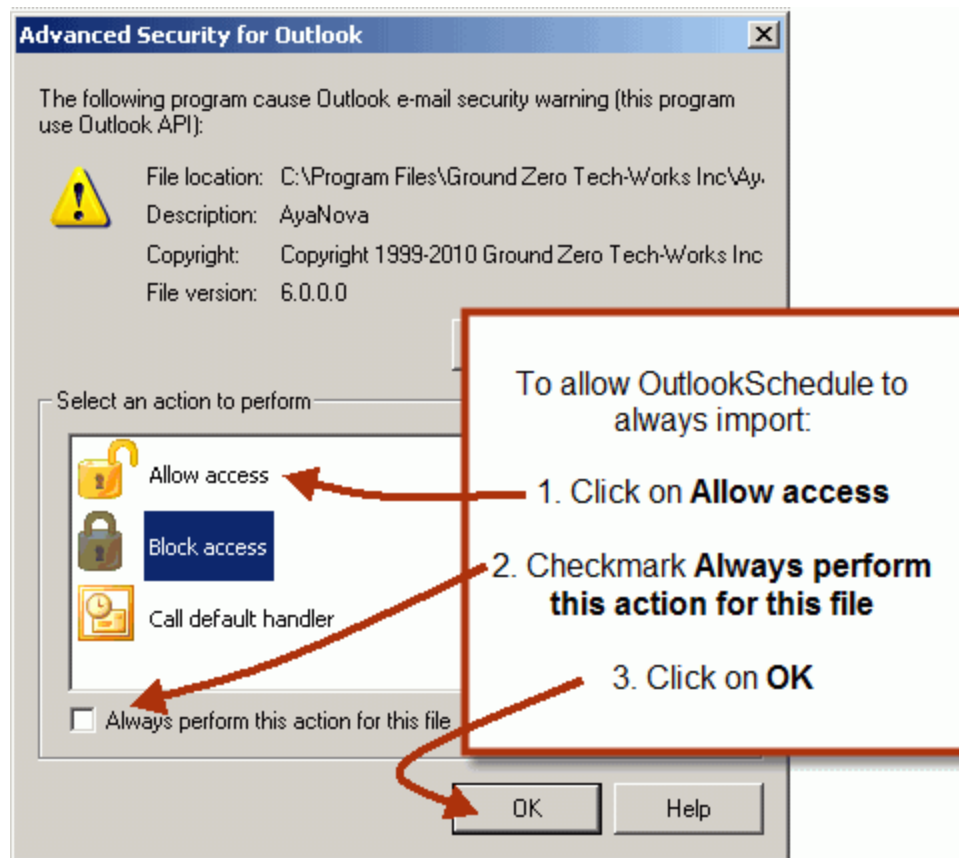 Advanced Security for Outlook
The following program cause Outlook e-mail security warning (this program
use Outlook API):
File location: C:\Program Files\Ground Zero Tech-Works Inc\Ay
Description: AyaNova
Copyright: Copyright 1999-2010 Ground Zero Tech-Works Inc
File version: 6.0.0.0
Select an action to perform
Allow access
Block access
Call default handler
Always perform this action for this file
OK
Help
To allow OutlookSchedule to
always import:
1. Click on Allow access
2. Checkmark Always perform
this action for this file
3. Click on OK